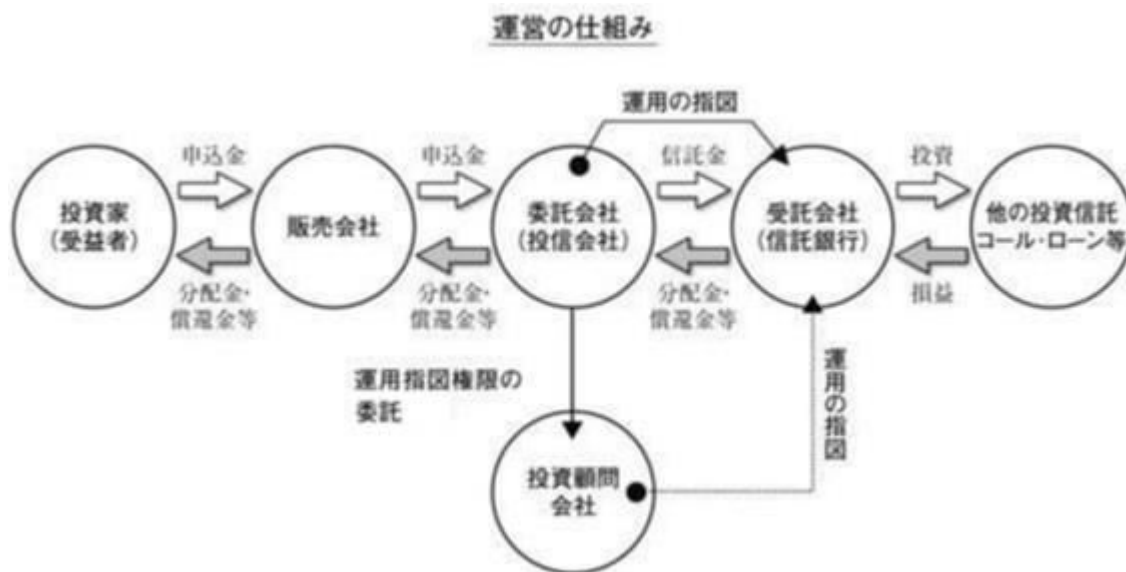 運営の仕組み
運用の指図
申込金
申込金
信託金
投資
投資家
(受益者)
販売会社
委託会社
(投信会社)
受託会社
(信託銀行)
他の投資信託
コール・ローン等
分配金・
償還金等
分配金・
償還金等
分配金・
償還金等
損益
運用指図権限の
委託
運用の指図
投資顧問
会社